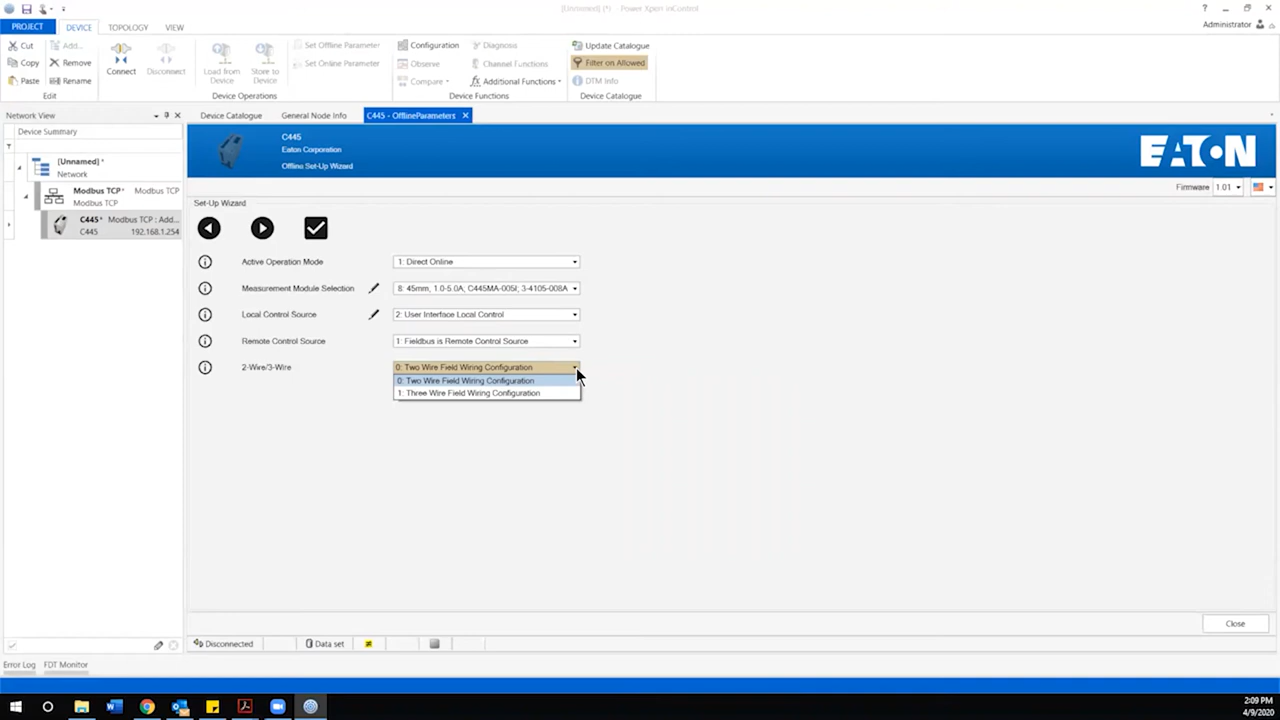 [Unnamed] (*) - Power Xpert inControl
PROJECT DEVICE TOPOLOGY VIEW
Administrator
Cut Add... Set Offline Parameter Configuration Diagnosis Update Catalogue
Copy Remove Connect Disconnect Load from Device Store to Device Set Online Parameter Observe Channel Functions Filter on Allowed
Paste Rename Compare Additional Functions DTM Info
Edit Device Operations Device Functions Device Catalogue
Network View Device Catalogue General Node Info C445 - OfflineParameters
Device Summary
C445
Eaton Corporation
Offline Set-Up Wizard
EATON
[Unnamed] *
Network
Modbus TCP* Modbus TCP
Modbus TCP
C445* Modbus TCP : Add...
C445 192.168.1.254
Firmware 1.01
Set-Up Wizard
Active Operation Mode 1: Direct Online
Measurement Module Selection 8: 45mm, 1.0-5.0A, C445MA-005I; 3-4105-008A
Local Control Source 2: User Interface Local Control
Remote Control Source 1: Fieldbus is Remote Control Source
2-Wire/3-Wire 0: Two Wire Field Wiring Configuration
0: Two Wire Field Wiring Configuration
1: Three Wire Field Wiring Configuration
Close
Disconnected Data set
Error Log FDT Monitor
2:09 PM
4/9/2020